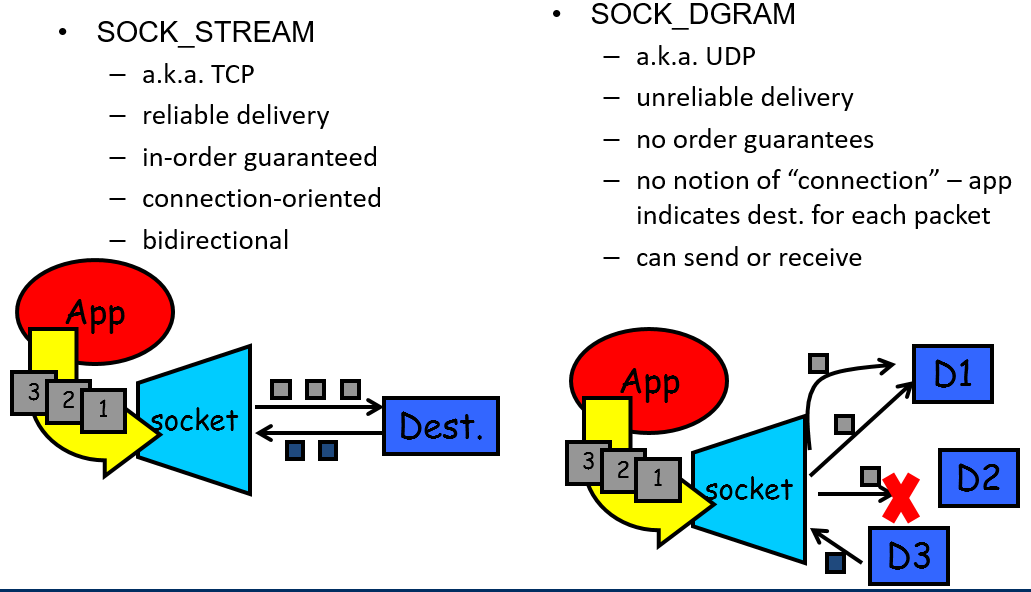 • SOCK_STREAM
– a.k.a. TCP
– reliable delivery
– in-order guaranteed
– connection-oriented
– bidirectional
App
3 2 1
socket
Dest.
• SOCK_DGRAM
– a.k.a. UDP
– unreliable delivery
– no order guarantees
– no notion of “connection” – app
indicates dest. for each packet
– can send or receive
App
3 2 1
socket
D1
D2
D3